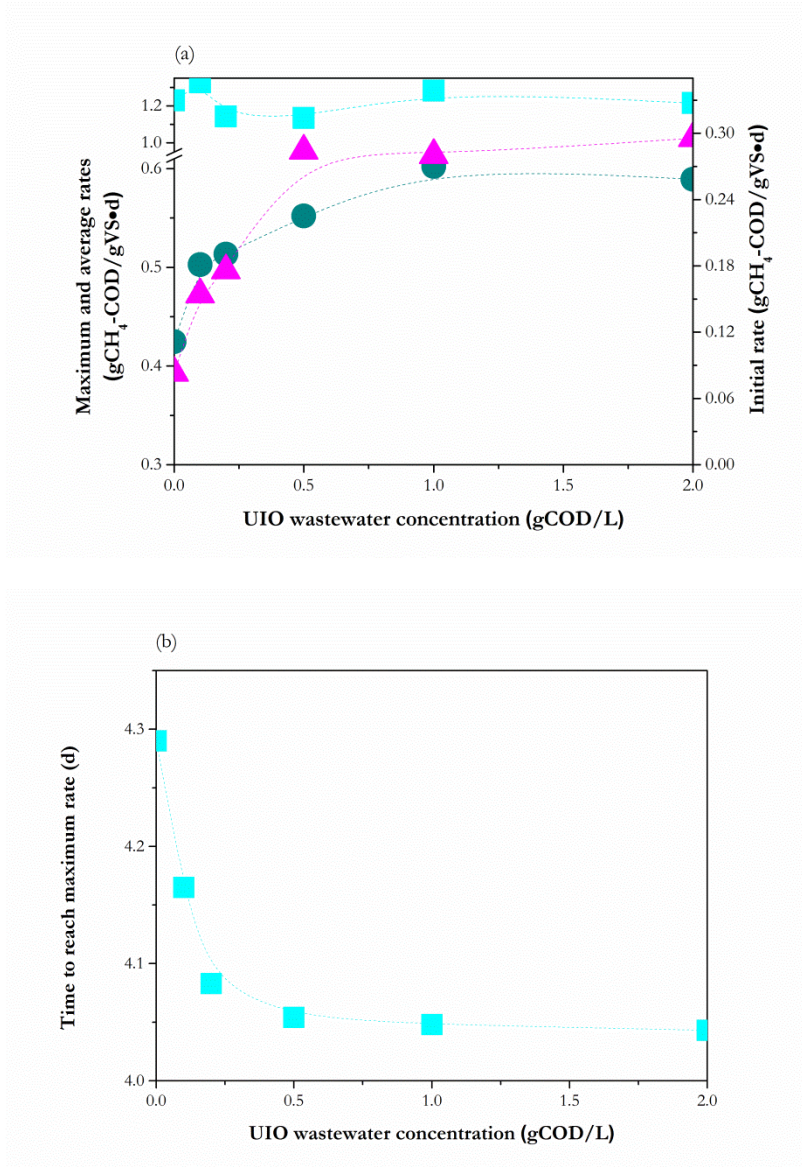 (a)
1.2
1.0
0.6
0.5
0.4
0.3
0.30
0.24
0.18
0.12
0.06
0.00
Maximum and average rates
(gCH₄-COD/gVS•d)
Initial rate (gCH₄-COD/gVS•d)
0.0 0.5 1.0 1.5 2.0
UIO wastewater concentration (gCOD/L)
(b)
4.3
4.2
4.1
4.0
Time to reach maximum rate (d)
0.0 0.5 1.0 1.5 2.0
UIO wastewater concentration (gCOD/L)